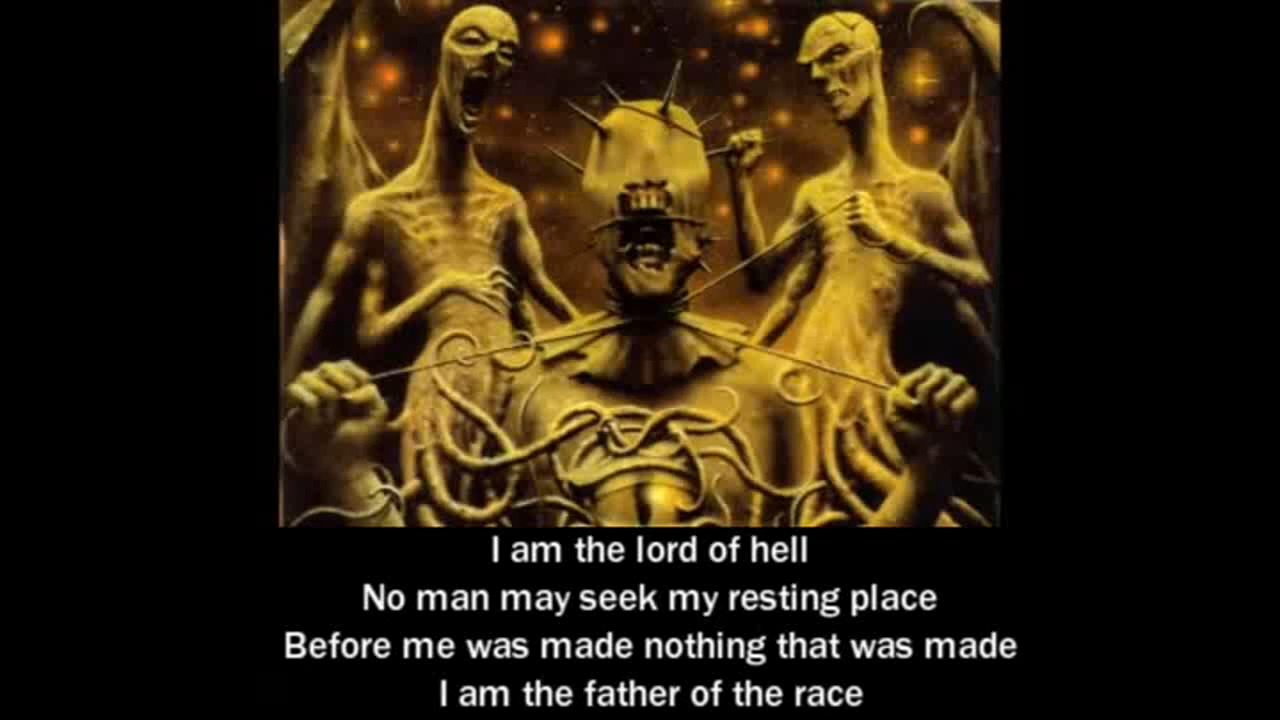 I am the lord of hell
No man may seek my resting place
Before me was made nothing that was made
I am the father of the race